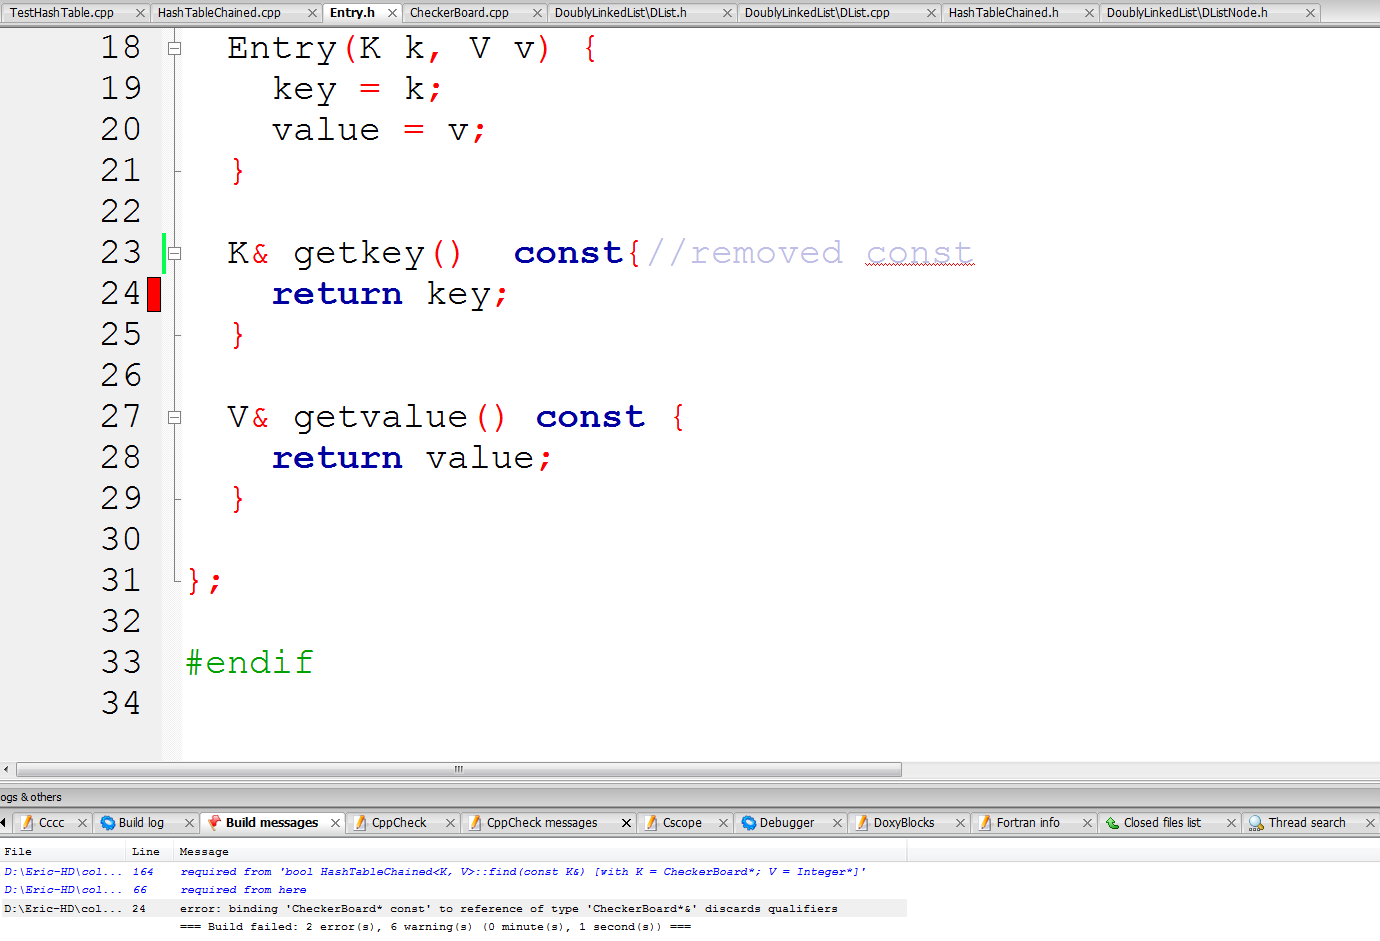 TestHashTable.cpp HashTableChained.cpp Entry.h CheckerBoard.cpp DoublyLinkedList\DList.h DoublyLinkedList\DList.cpp HashTableChained.h DoublyLinkedList\DListNode.h
18 Entry(K k, V v) {
19 key = k;
20 value = v;
21 }
22
23 K& getkey()  const{//removed const
24 return key;
25 }
26
27 V& getvalue() const {
28 return value;
29 }
30
31 };
32
33 #endif
34
ogs & others
Cccc Build log Build messages CppCheck CppCheck messages Cscope Debugger DoxyBlocks Fortran info Closed files list Thread search
File Line Message
D:\Eric-HD\col... 164 required from 'bool HashTableChained<K, V>::find(const K&) [with K = CheckerBoard*; V = Integer*]'
D:\Eric-HD\col... 66 required from here
D:\Eric-HD\col... 24 error: binding 'CheckerBoard* const' to reference of type 'CheckerBoard*&' discards qualifiers
=== Build failed: 2 error(s), 6 warning(s) (0 minute(s), 1 second(s)) ===